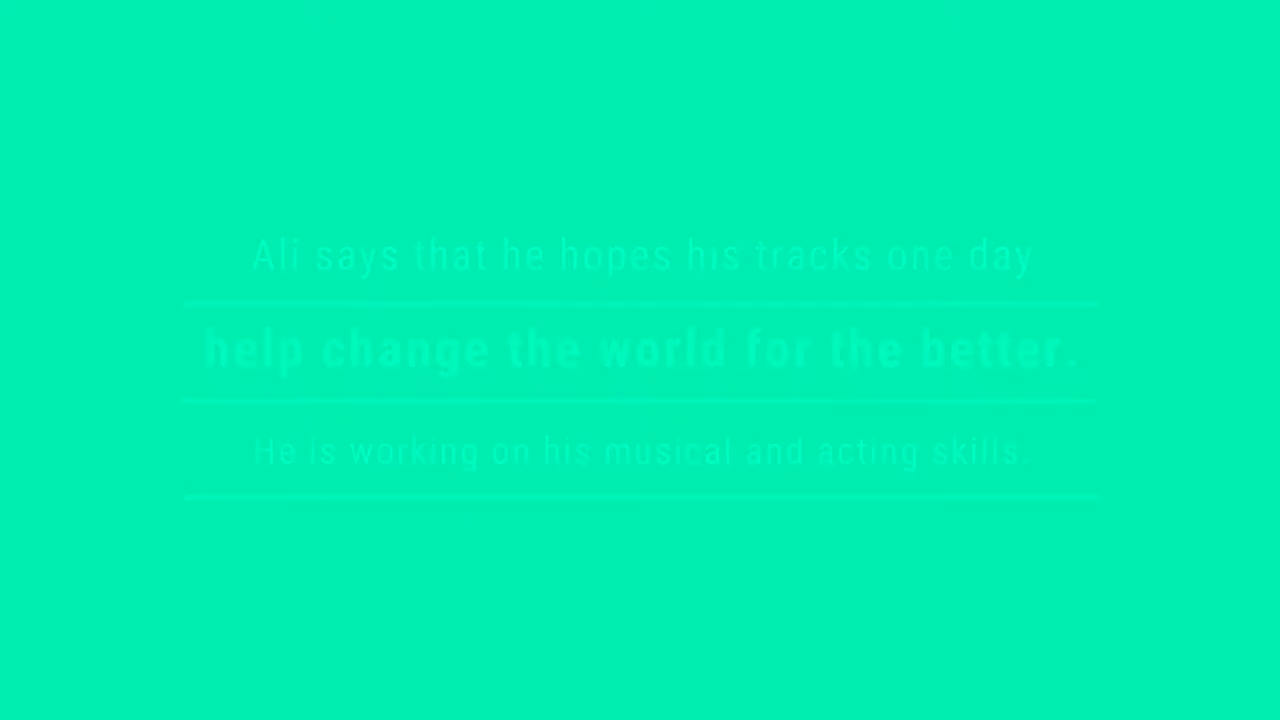 Ali says that he hopes his tracks one day
help change the world for the better.
He is working on his musical and acting skills.